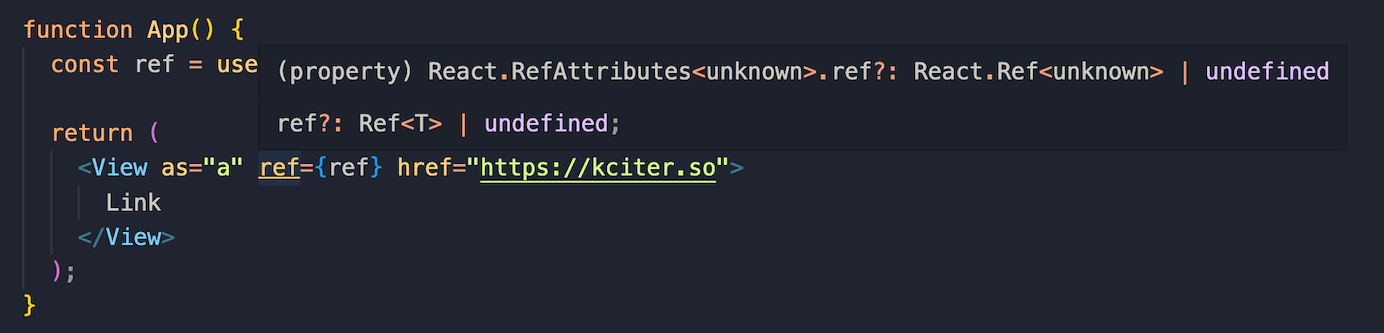 function App() {
const ref = use
(property) React.RefAttributes<unknown>.ref?: React.Ref<unknown> | undefined
ref?: Ref<T> | undefined;
return (
<View as="a" ref={ref} href="https://kciter.so">
Link
</View>
);
}